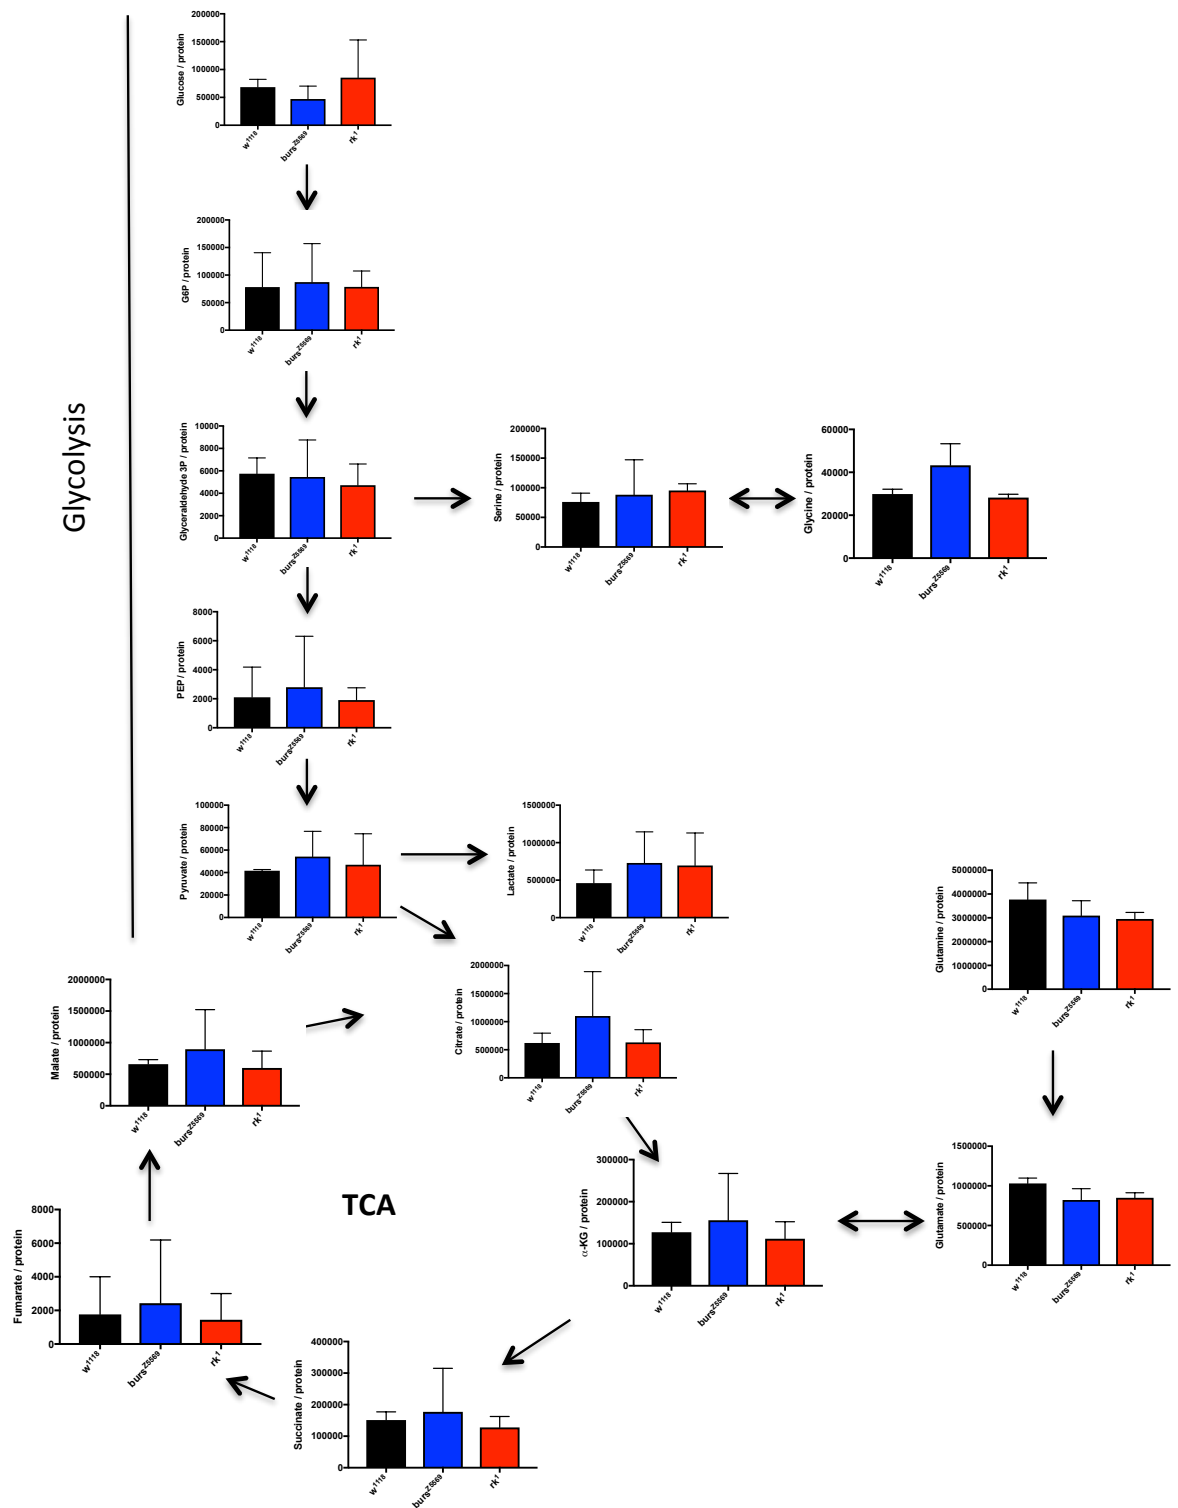 Glycolysis
Glucose / protein
200000
150000
100000
50000
0
w1118
bursZ5569
rk1
G6P / protein
200000
150000
100000
50000
0
w1118
bursZ5569
rk1
Glyceraldehyde 3P / protein
10000
8000
6000
4000
2000
0
w1118
bursZ5569
rk1
Serine / protein
200000
150000
100000
50000
0
w1118
bursZ5569
rk1
Glycine / protein
60000
40000
20000
0
w1118
bursZ5569
rk1
PEP / protein
8000
6000
4000
2000
0
w1118
bursZ5569
rk1
Pyruvate / protein
100000
80000
60000
40000
20000
0
w1118
bursZ5569
rk1
Lactate / protein
1500000
1000000
500000
0
w1118
bursZ5569
rk1
Glutamine / protein
5000000
4000000
3000000
2000000
1000000
0
w1118
bursZ5569
rk1
Malate / protein
2000000
1500000
1000000
500000
0
w1118
bursZ5569
rk1
Citrate / protein
2000000
1500000
1000000
500000
0
w1118
bursZ5569
rk1
TCA
α-KG / protein
300000
200000
100000
0
w1118
bursZ5569
rk1
Glutamate / protein
1500000
1000000
500000
0
w1118
bursZ5569
rk1
Fumarate / protein
8000
6000
4000
2000
0
w1118
bursZ5569
rk1
Succinate / protein
400000
300000
200000
100000
0
w1118
bursZ5569
rk1